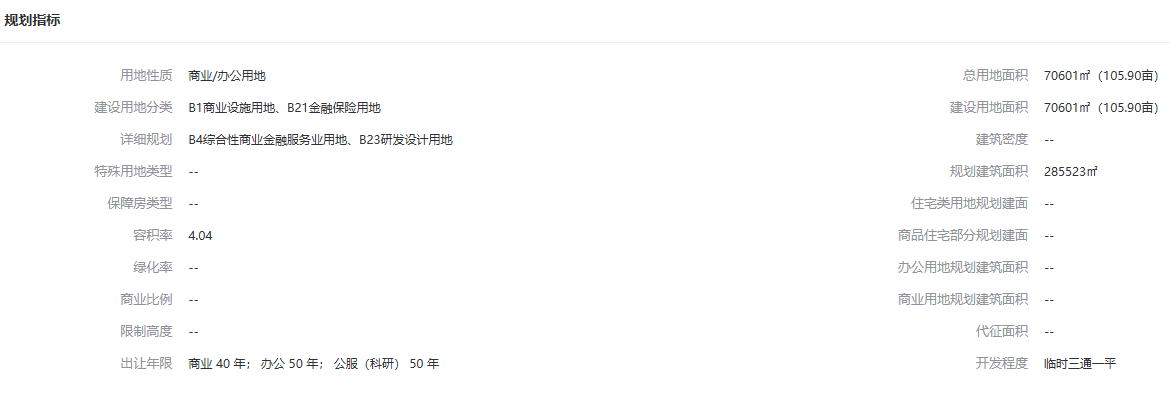 规划指标
用地性质 商业/办公用地 总用地面积 70601㎡ (105.90亩)
建设用地分类 B1商业设施用地、B21金融保险用地 建设用地面积 70601㎡ (105.90亩)
详细规划 B4综合性商业金融服务业用地、B23研发设计用地 建筑密度 --
特殊用地类型 -- 规划建筑面积 285523㎡
保障房类型 -- 住宅类用地规划建面 --
容积率 4.04 商品住宅部分规划建面 --
绿化率 -- 办公用地规划建筑面积 --
商业比例 -- 商业用地规划建筑面积 --
限制高度 -- 代征面积 --
出让年限 商业 40 年； 办公 50 年； 公服（科研） 50 年 开发程度 临时三通一平